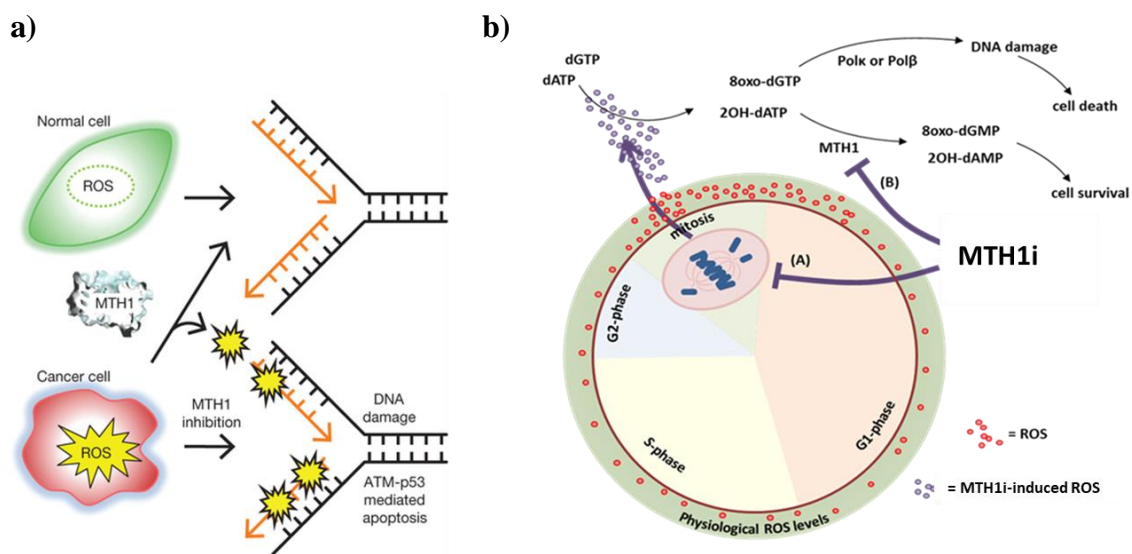 a)
Normal cell
ROS
MTH1
Cancer cell
ROS
MTH1
inhibition
DNA
damage
ATM-p53
mediated
apoptosis
b)
dGTP
dATP
8oxo-dGTP
2OH-dATP
Polκ or Polβ
DNA damage
cell death
MTH1
8oxo-dGMP
2OH-dAMP
cell survival
(B)
(A)
MTH1i
mitosis
G2-phase
S-phase
G1-phase
Physiological ROS levels
= ROS
= MTH1i-induced ROS